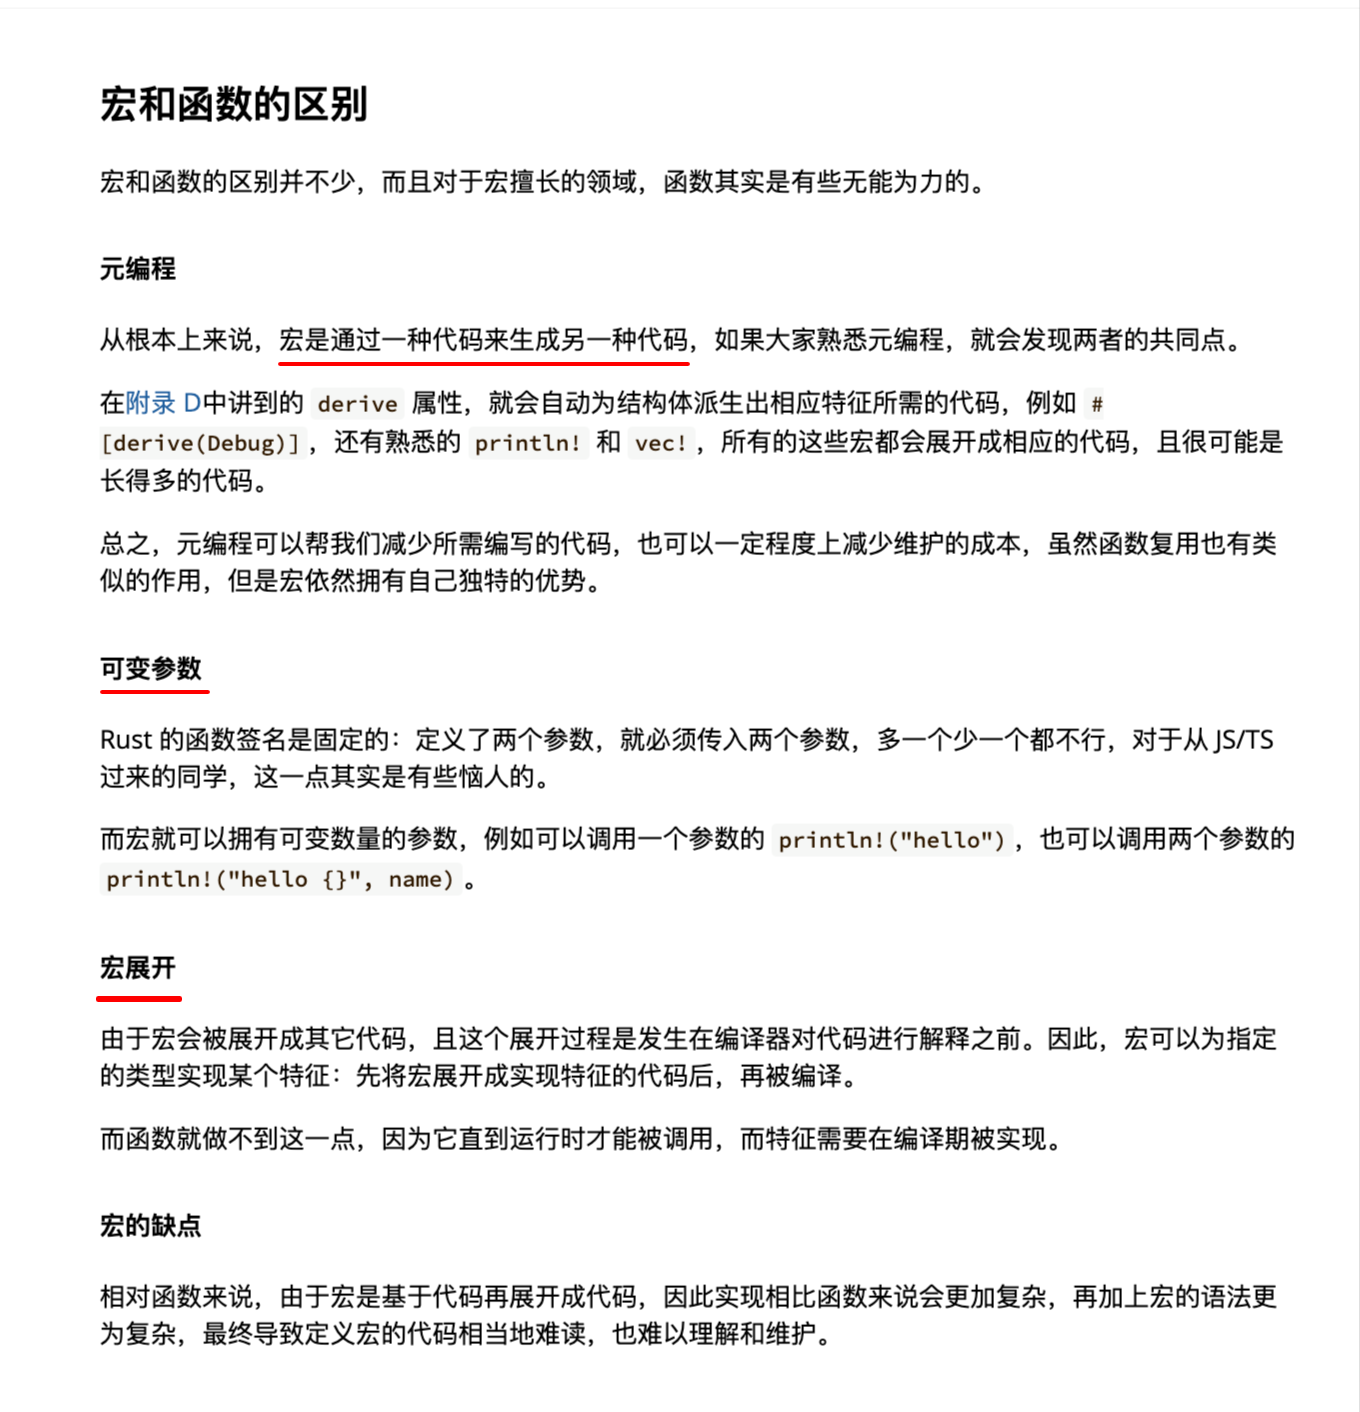 宏和函数的区别
宏和函数的区别并不少，而且对于宏擅长的领域，函数其实是有些无能为力的。
元编程
从根本上来说，宏是通过一种代码来生成另一种代码，如果大家熟悉元编程，就会发现两者的共同点。
在附录 D中讲到的 derive 属性，就会自动为结构体派生出相应特征所需的代码，例如 #
[derive(Debug)]，还有熟悉的 println! 和 vec!，所有的这些宏都会展开成相应的代码，且很可能是
长得多的代码。
总之，元编程可以帮我们减少所需编写的代码，也可以一定程度上减少维护的成本，虽然函数复用也有类
似的作用，但是宏依然拥有自己独特的优势。
可变参数
Rust 的函数签名是固定的：定义了两个参数，就必须传入两个参数，多一个少一个都不行，对于从 JS/TS
过来的同学，这一点其实是有些恼人的。
而宏就可以拥有可变数量的参数，例如可以调用一个参数的 println!("hello")，也可以调用两个参数的
println!("hello {}", name)。
宏展开
由于宏会被展开成其它代码，且这个展开过程是发生在编译器对代码进行解释之前。因此，宏可以为指定
的类型实现某个特征：先将宏展开成实现特征的代码后，再被编译。
而函数就做不到这一点，因为它直到运行时才能被调用，而特征需要在编译期被实现。
宏的缺点
相对函数来说，由于宏是基于代码再展开成代码，因此实现相比函数来说会更加复杂，再加上宏的语法更
为复杂，最终导致定义宏的代码相当地难读，也难以理解和维护。